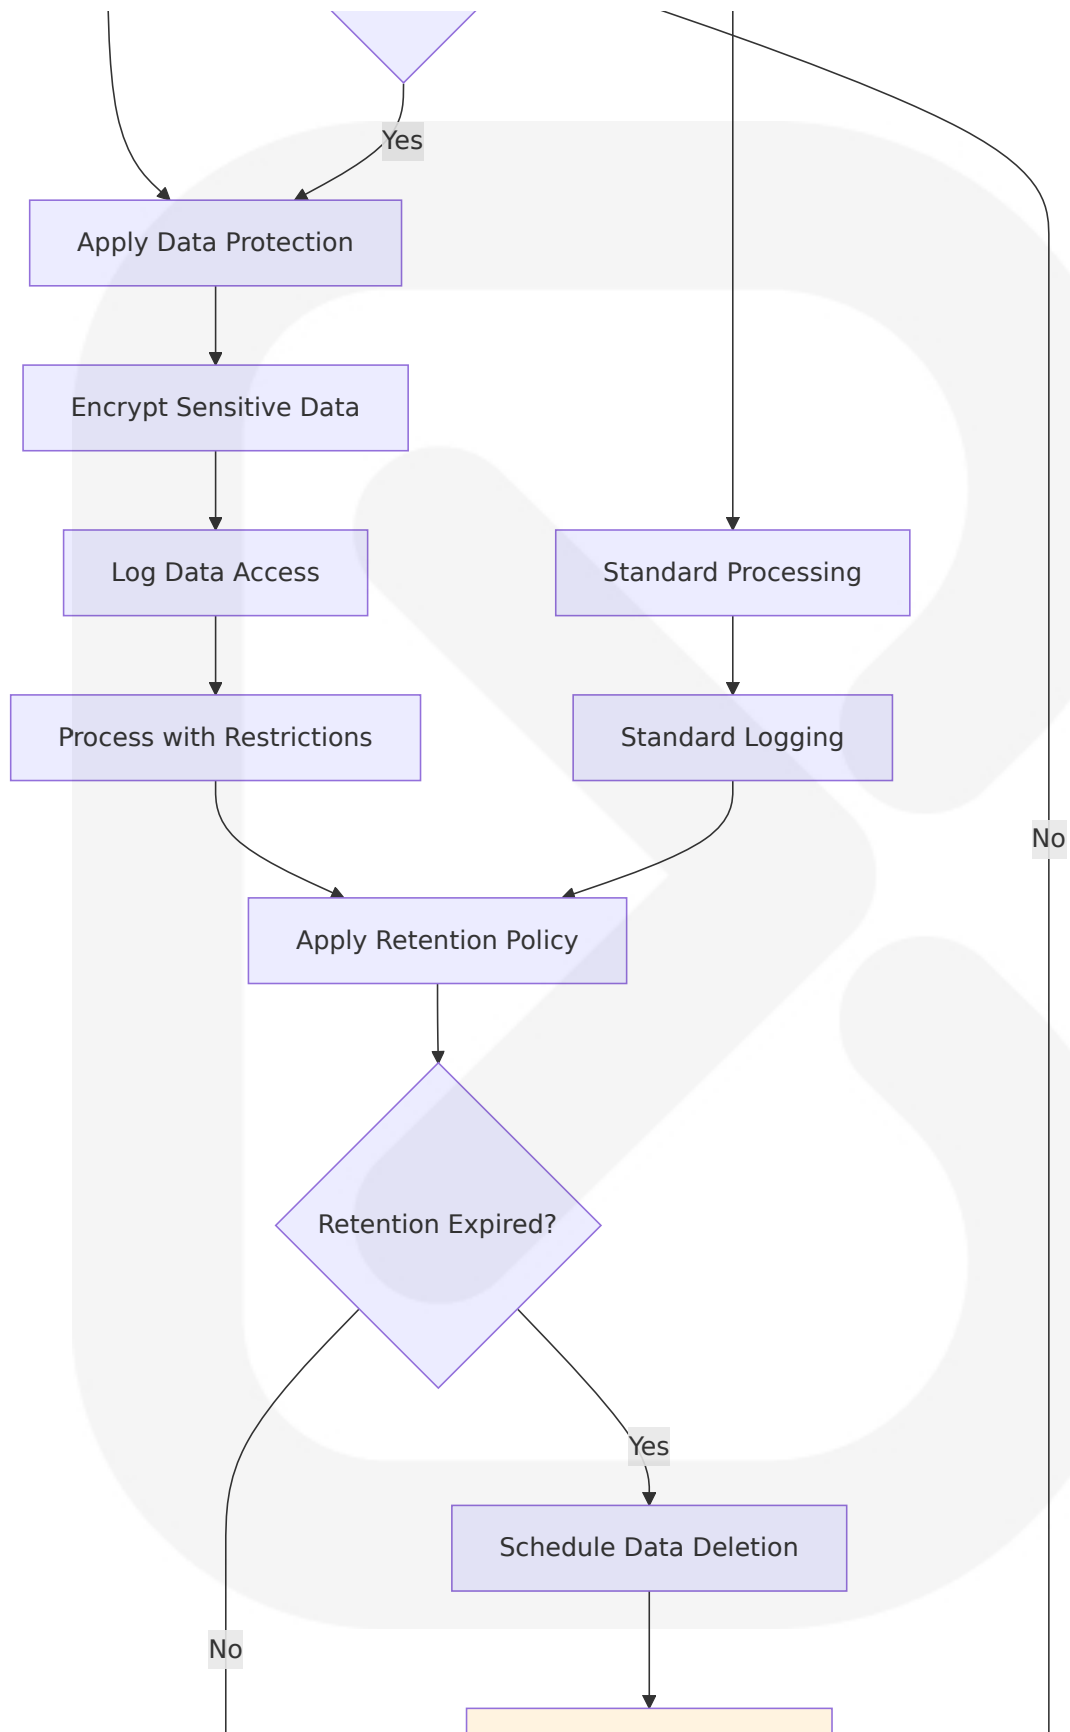 Yes
Apply Data Protection
Encrypt Sensitive Data
Log Data Access
Standard Processing
Process with Restrictions
Standard Logging
No
Apply Retention Policy
Retention Expired?
Yes
Schedule Data Deletion
No